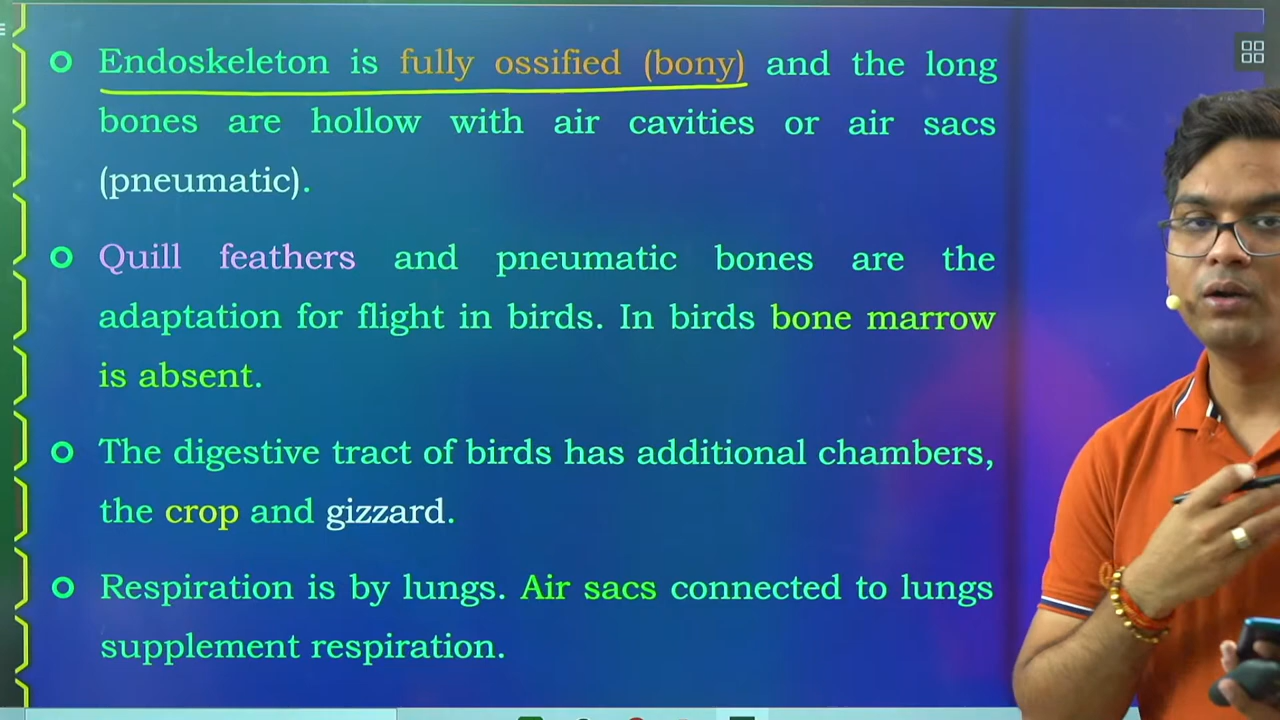 Endoskeleton is fully ossified (bony) and the long
bones are hollow with air cavities or air sacs
(pneumatic).
Quill feathers and pneumatic bones are the
adaptation for flight in birds. In birds bone marrow
is absent.
The digestive tract of birds has additional chambers,
the crop and gizzard.
Respiration is by lungs. Air sacs connected to lungs
supplement respiration.